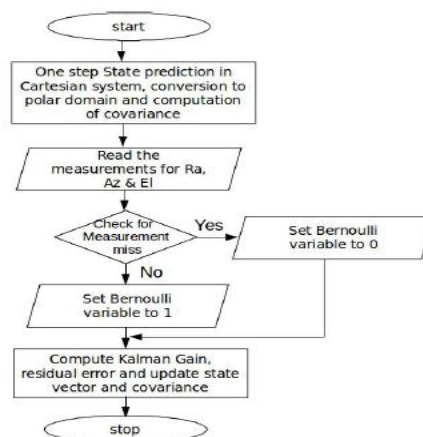 start
One step State prediction in
Cartesian system, conversion to
polar domain and computation
of covariance
Read the
measurements for Ra,
Az & El
Check for
Measurement
miss
Yes
Set Bernoulli
variable to 0
No
Set Bernoulli
variable to 1
Compute Kalman Gain,
residual error and update state
vector and covariance
stop